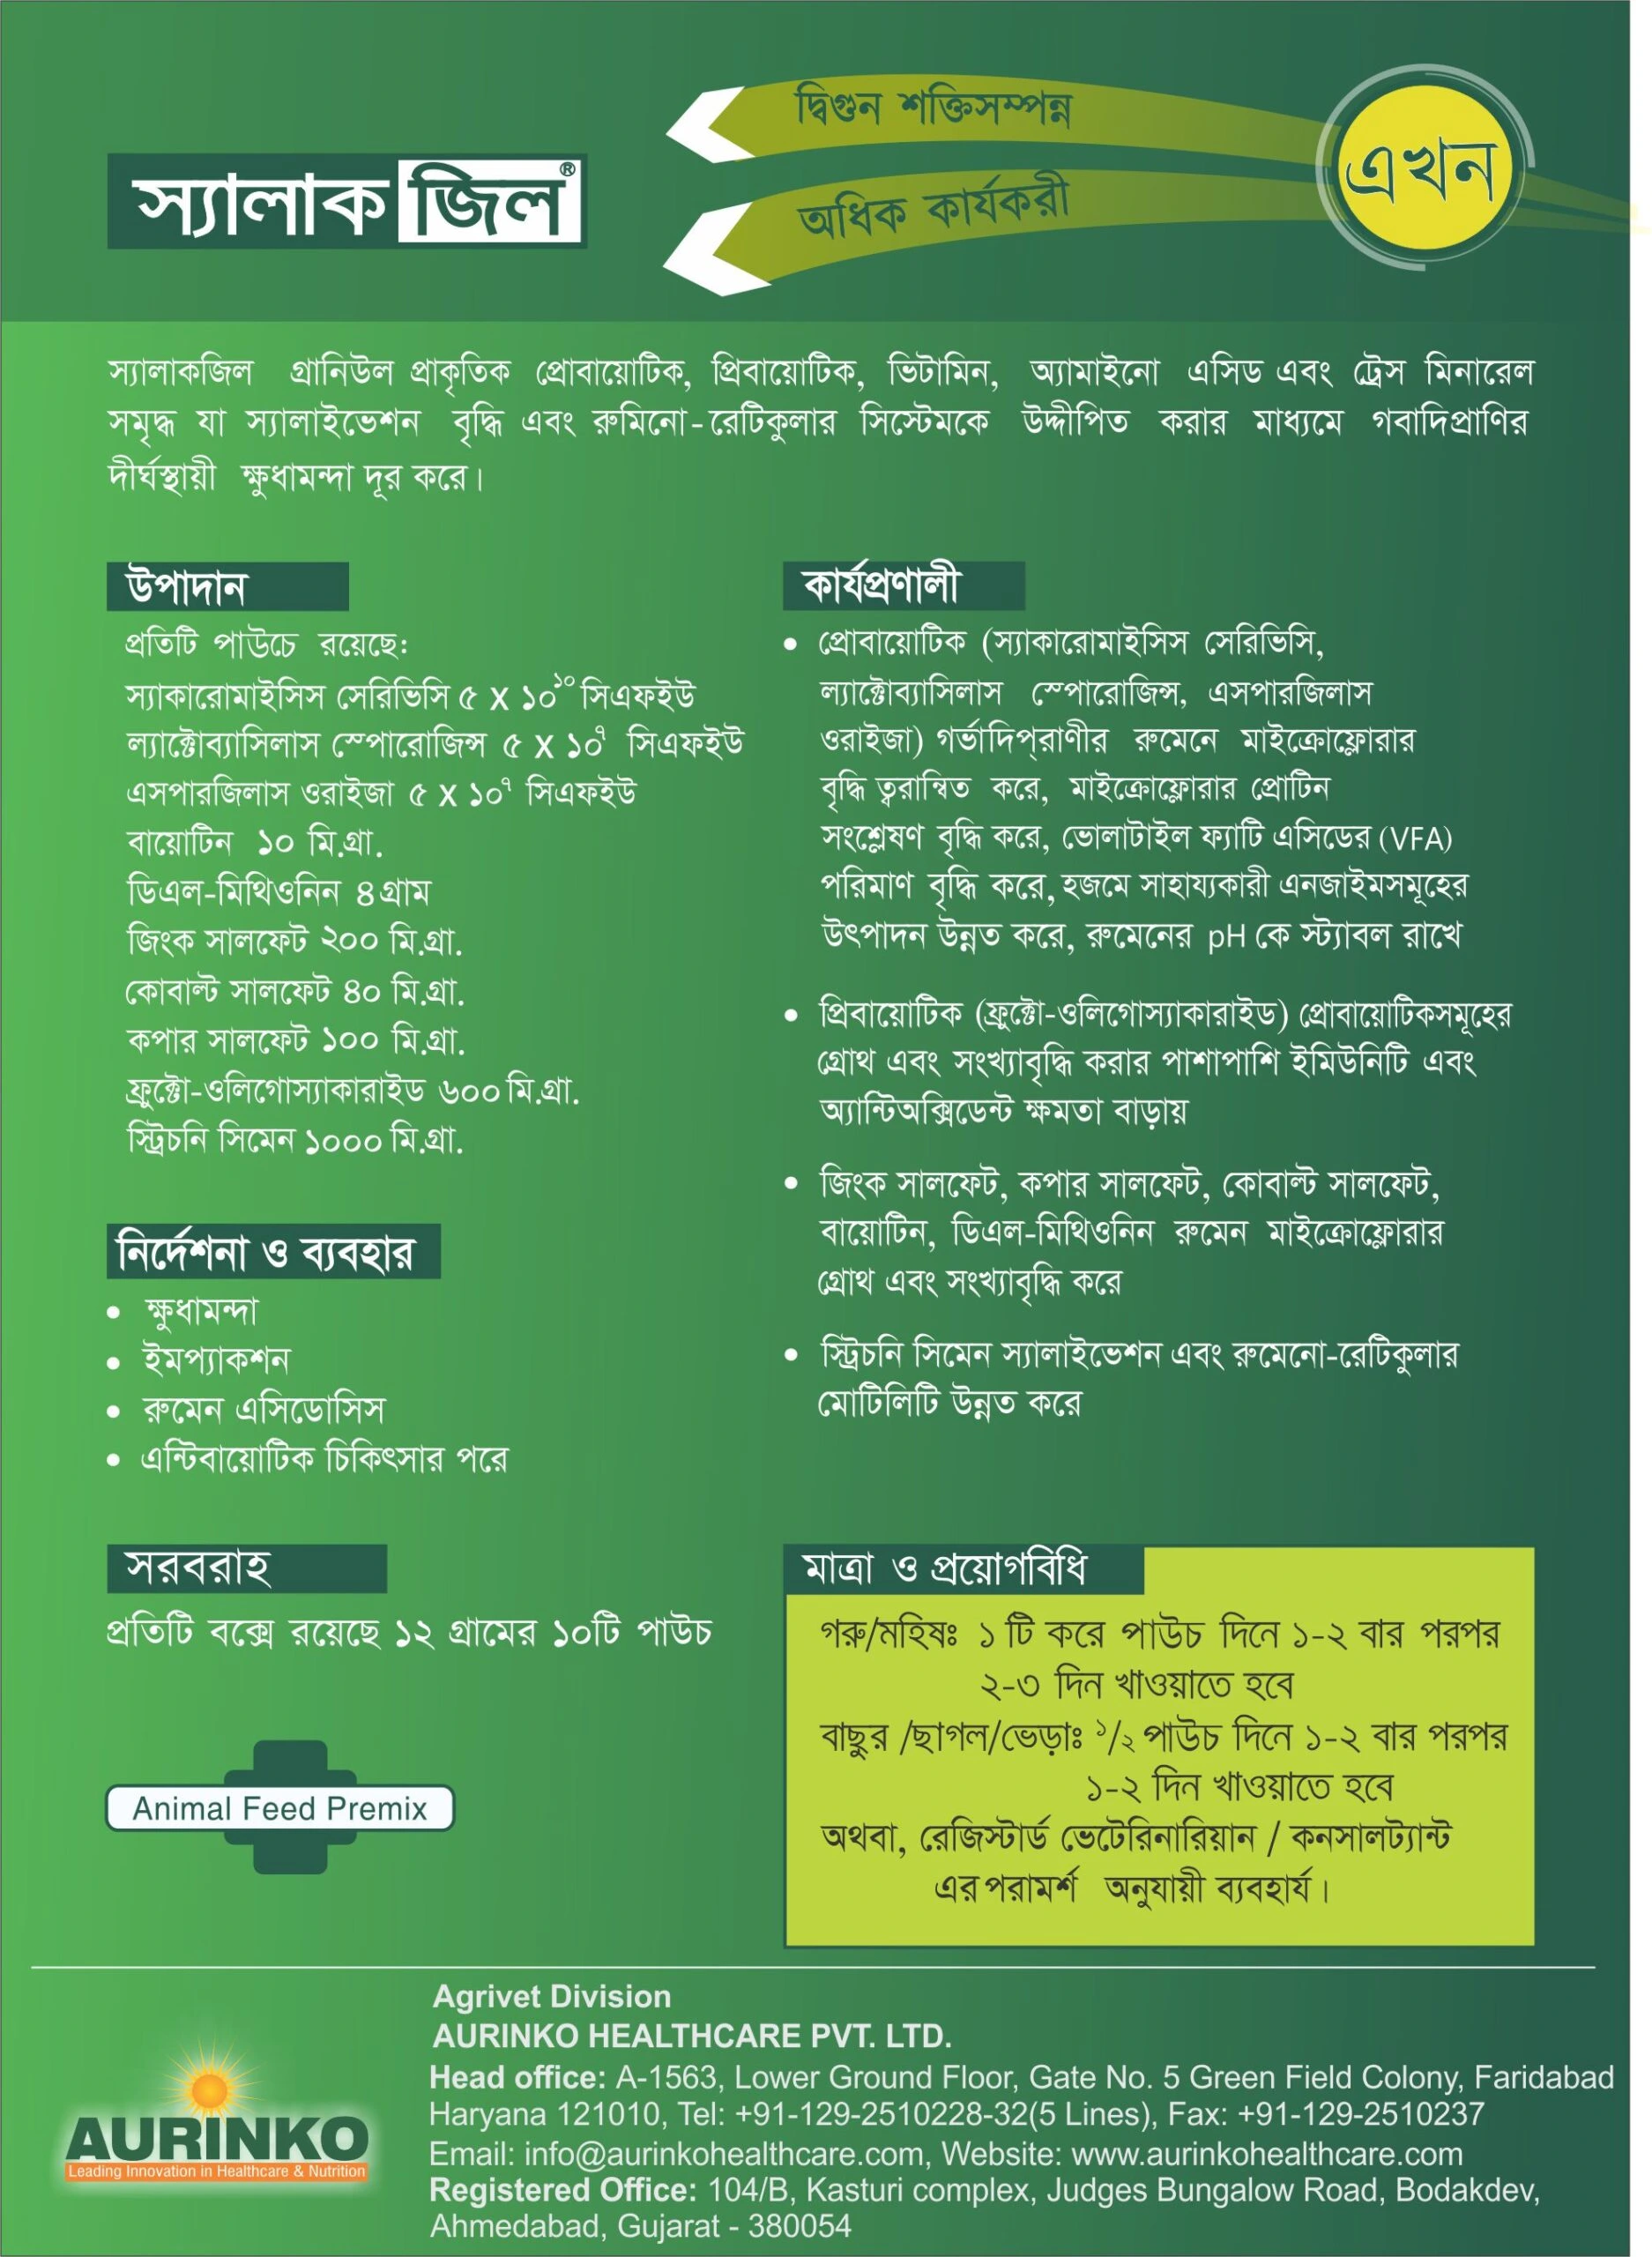 দ্বিগুন শক্তিসম্পন্ন
এখন
স্যালাকজিল®
অধিক কার্যকরী
স্যালাকজিল গ্রানিউল প্রাকৃতিক প্রোবায়োটিক, প্রিবায়োটিক, ভিটামিন, অ্যামাইনো এসিড এবং ট্রেস মিনারেল
সমৃদ্ধ যা স্যালাইভেশন বৃদ্ধি এবং রুমিনো-রেটিকুলার সিস্টেমকে উদ্দীপিত করার মাধ্যমে গবাদিপ্রাণির
দীর্ঘস্থায়ী ক্ষুধামন্দা দূর করে।
উপাদান
প্রতিটি পাউচে রয়েছে:
স্যাকারোমাইসিস সেরিভিসি ৫ X ১০¹⁰ সিএফইউ
ল্যাক্টোব্যাসিলাস স্পোরোজিন্স ৫ X ১০⁷ সিএফইউ
এসপারজিলাস ওরাইজা ৫ X ১০⁷ সিএফইউ
বায়োটিন ১০ মি.গ্রা.
ডিএল-মিথিওনিন ৪গ্রাম
জিংক সালফেট ২০০ মি.গ্রা.
কোবাল্ট সালফেট ৪০ মি.গ্রা.
কপার সালফেট ১০০ মি.গ্রা.
ফ্রুক্টো-ওলিগোস্যাকারাইড ৬০০ মি.গ্রা.
স্ট্রিচনি সিমেন ১০০০ মি.গ্রা.
নির্দেশনা ও ব্যবহার
• ক্ষুধামন্দা
• ইমপ্যাকশন
• রুমেন এসিডোসিস
• এন্টিবায়োটিক চিকিৎসার পরে
সরবরাহ
প্রতিটি বক্সে রয়েছে ১২ গ্রামের ১০টি পাউচ
Animal Feed Premix
কার্যপ্রণালী
• প্রোবায়োটিক (স্যাকারোমাইসিস সেরিভিসি,
ল্যাক্টোব্যাসিলাস স্পোরোজিন্স, এসপারজিলাস
ওরাইজা) গর্ভাদিপ্‌রাণীর রুমেনে মাইক্রোফ্লোরার
বৃদ্ধি ত্বরান্বিত করে, মাইক্রোফ্লোরার প্রোটিন
সংশ্লেষণ বৃদ্ধি করে, ভোলাটাইল ফ্যাটি এসিডের (VFA)
পরিমাণ বৃদ্ধি করে, হজমে সাহায্যকারী এনজাইমসমূহের
উৎপাদন উন্নত করে, রুমেনের pH কে স্ট্যাবল রাখে
• প্রিবায়োটিক (ফ্রুক্টো-ওলিগোস্যাকারাইড) প্রোবায়োটিকসমূহের
গ্রোথ এবং সংখ্যাবৃদ্ধি করার পাশাপাশি ইমিউনিটি এবং
অ্যান্টিঅক্সিডেন্ট ক্ষমতা বাড়ায়
• জিংক সালফেট, কপার সালফেট, কোবাল্ট সালফেট,
বায়োটিন, ডিএল-মিথিওনিন রুমেন মাইক্রোফ্লোরার
গ্রোথ এবং সংখ্যাবৃদ্ধি করে
• স্ট্রিচনি সিমেন স্যালাইভেশন এবং রুমেনো-রেটিকুলার
মোটিলিটি উন্নত করে
মাত্রা ও প্রয়োগবিধি
গরু/মহিষঃ ১ টি করে পাউচ দিনে ১-২ বার পরপর
২-৩ দিন খাওয়াতে হবে
বাছুর /ছাগল/ভেড়াঃ ১/২ পাউচ দিনে ১-২ বার পরপর
১-২ দিন খাওয়াতে হবে
অথবা, রেজিস্টার্ড ভেটেরিনারিয়ান / কনসালট্যান্ট
এর পরামর্শ অনুযায়ী ব্যবহার্য।
AURINKO
Leading Innovation in Healthcare & Nutrition
Agrivet Division
AURINKO HEALTHCARE PVT. LTD.
Head office: A-1563, Lower Ground Floor, Gate No. 5 Green Field Colony, Faridabad
Haryana 121010, Tel: +91-129-2510228-32(5 Lines), Fax: +91-129-2510237
Email: info@aurinkohealthcare.com, Website: www.aurinkohealthcare.com
Registered Office: 104/B, Kasturi complex, Judges Bungalow Road, Bodakdev,
Ahmedabad, Gujarat - 380054